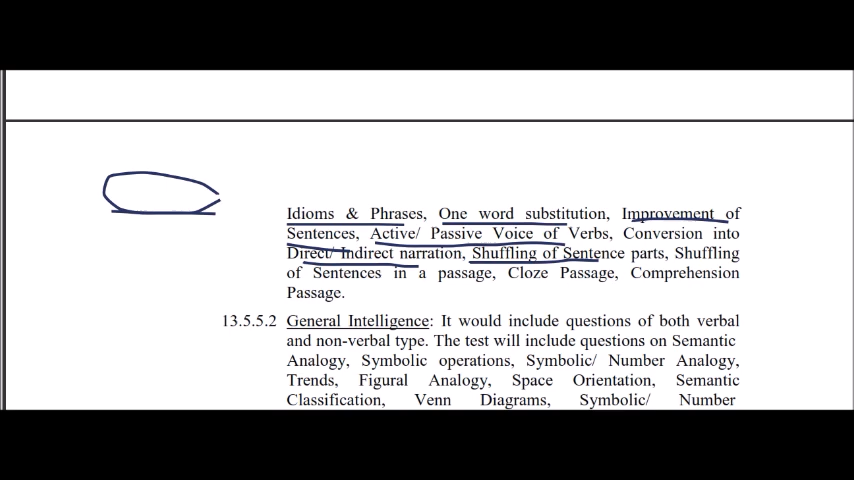 Idioms & Phrases, One word substitution, Improvement of
Sentences, Active/ Passive Voice of Verbs, Conversion into
Direct/ Indirect narration, Shuffling of Sentence parts, Shuffling
of Sentences in a passage, Cloze Passage, Comprehension
Passage.
13.5.5.2 General Intelligence: It would include questions of both verbal
and non-verbal type. The test will include questions on Semantic
Analogy, Symbolic operations, Symbolic/ Number Analogy,
Trends, Figural Analogy, Space Orientation, Semantic
Classification, Venn Diagrams, Symbolic/ Number